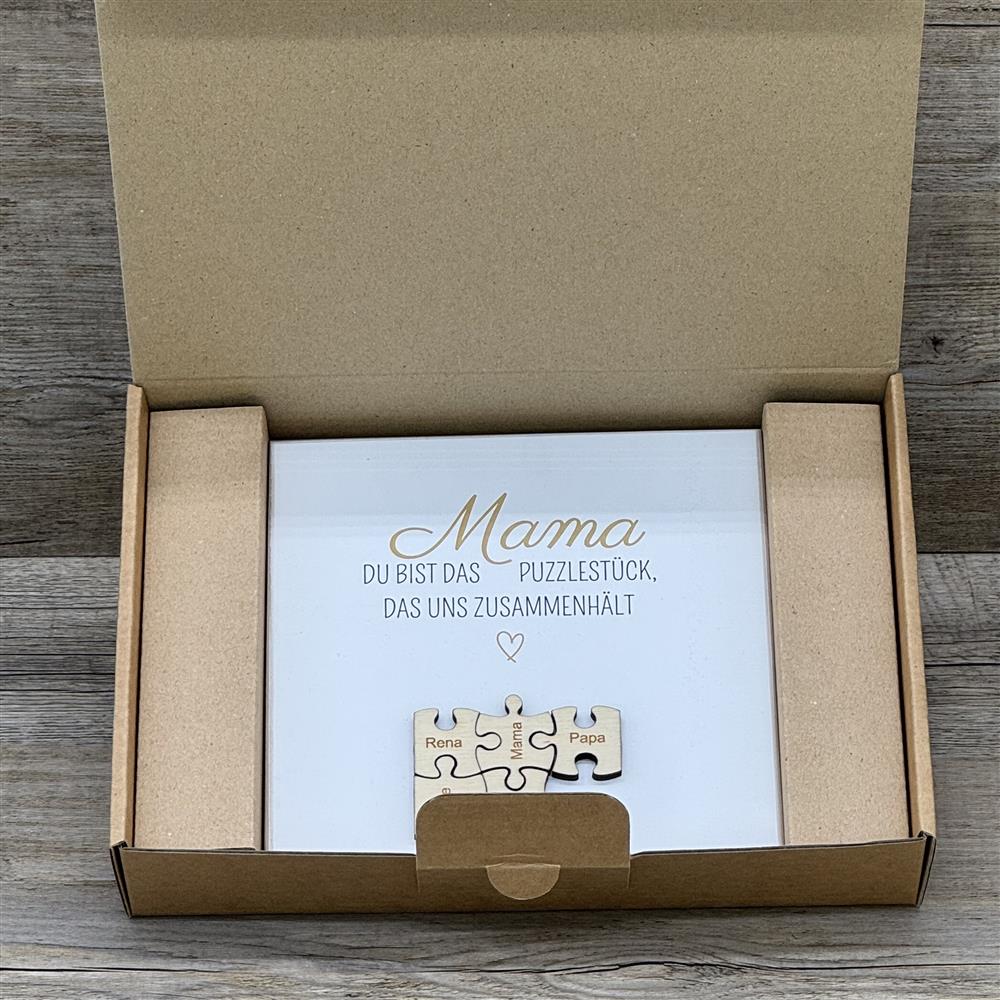 Mama
DU BIST DAS PUZZLESTÜCK,
DAS UNS ZUSAMMENHÄLT
Rena
Mama
Papa